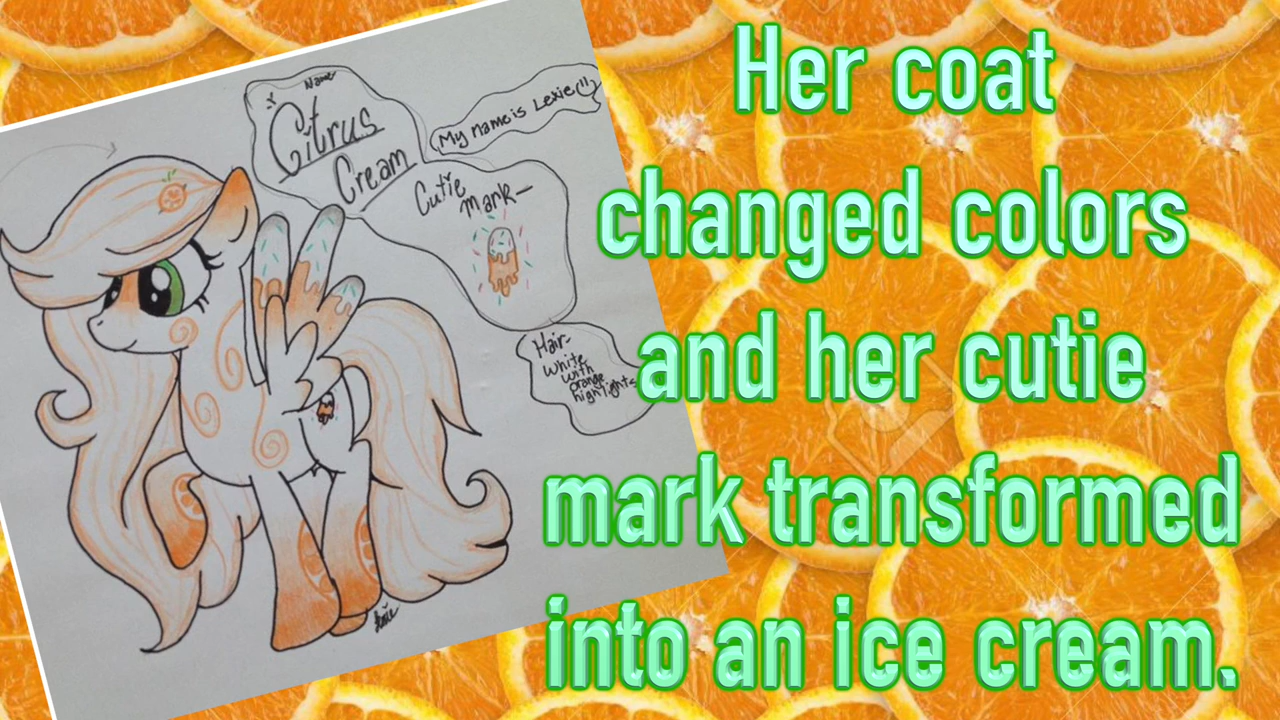 Name
Citrus
Cream
My name is Lexie(!!)
Cutie
mark-
Hair-
white
with
orange
highlights
Her coat
changed colors
and her cutie
mark transformed
into an ice cream.